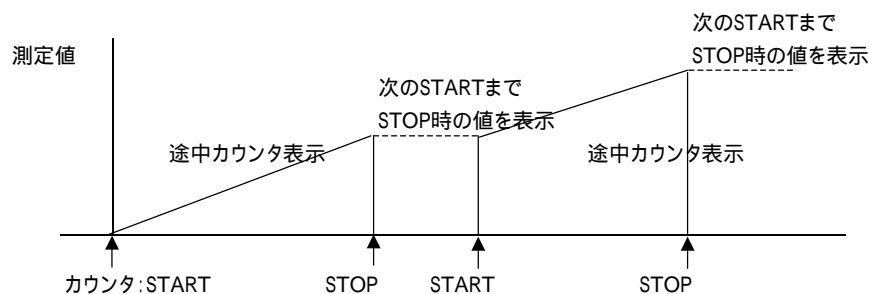 次のSTARTまで
STOP時の値を表示
測定値
次のSTARTまで
STOP時の値を表示
途中カウンタ表示
途中カウンタ表示
カウンタ:START
STOP
START
STOP